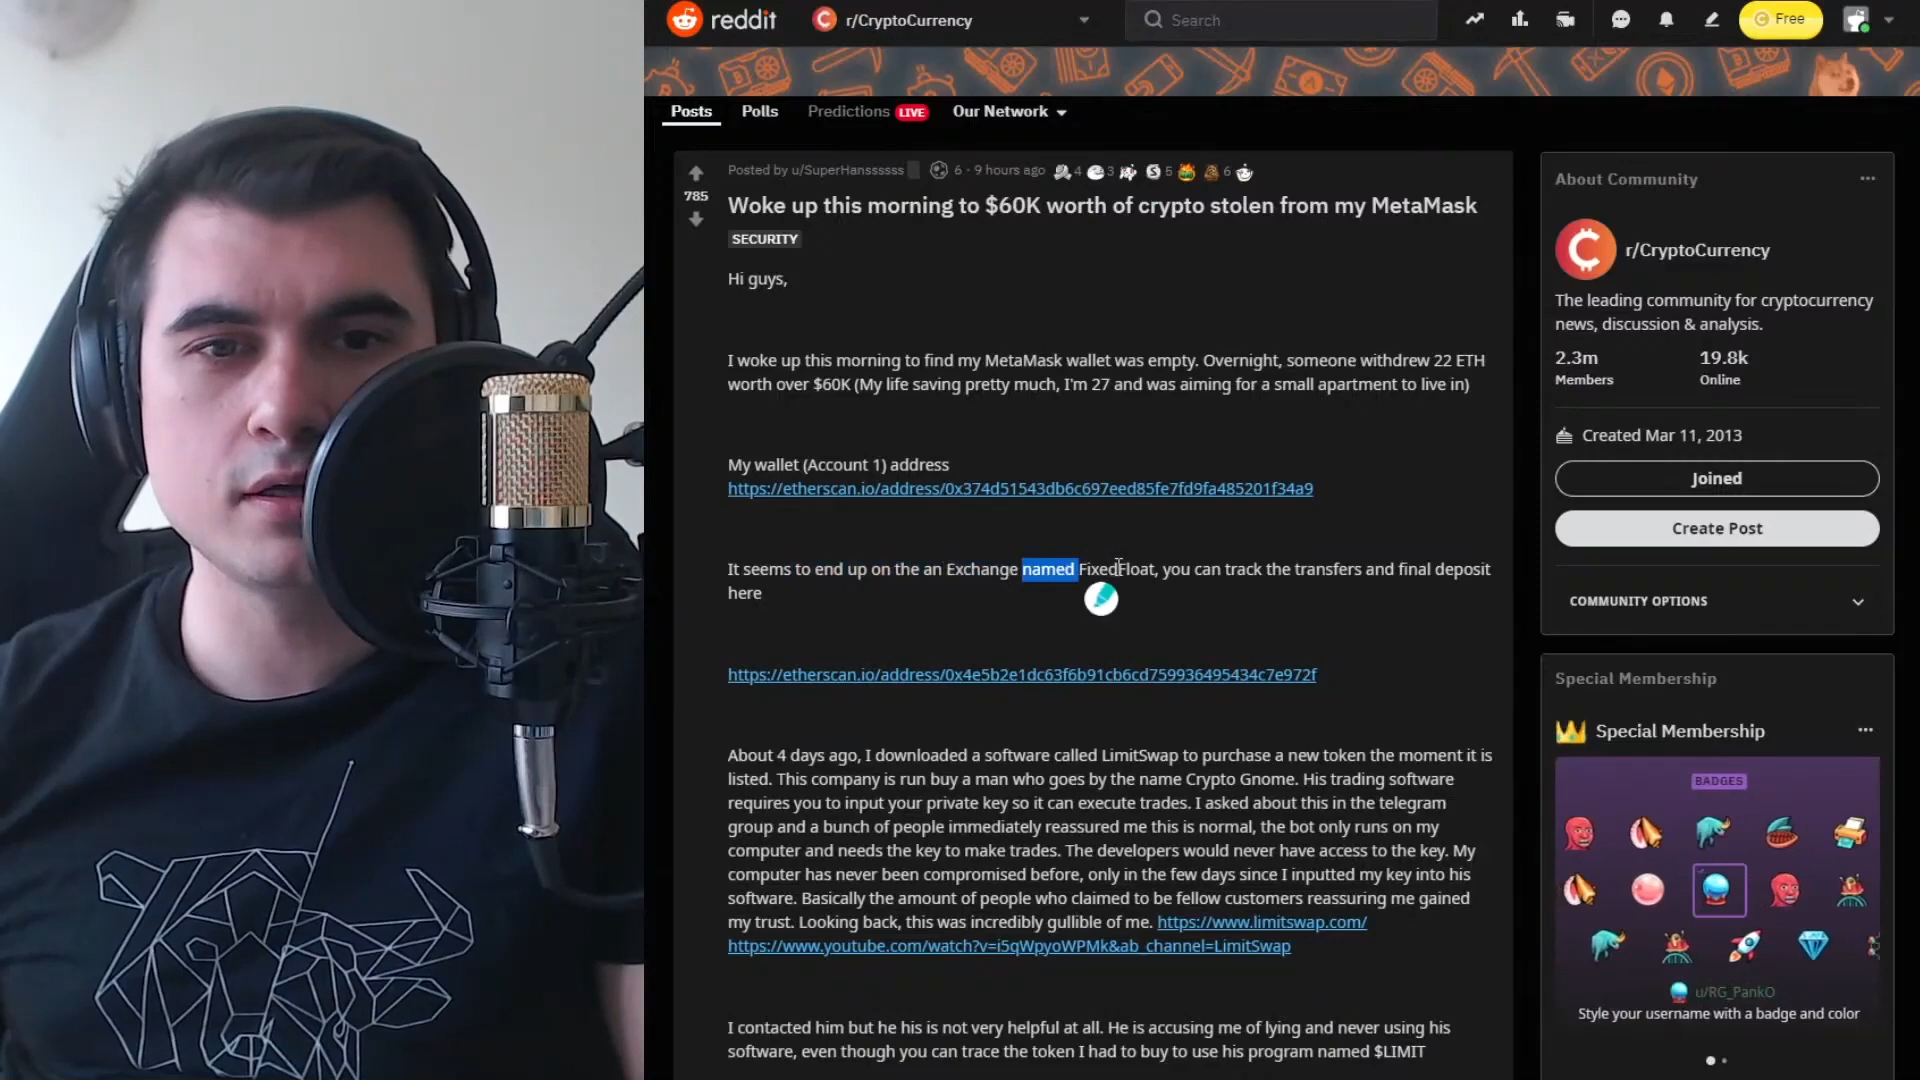 reddit
r/CryptoCurrency
Search
Free
Posts
Polls
Predictions LIVE
Our Network
Posted by u/SuperHanssssss 6 · 9 hours ago 4 3 5 6
785
Woke up this morning to $60K worth of crypto stolen from my MetaMask
SECURITY
Hi guys,
I woke up this morning to find my MetaMask wallet was empty. Overnight, someone withdrew 22 ETH
worth over $60K (My life saving pretty much, I'm 27 and was aiming for a small apartment to live in)
My wallet (Account 1) address
https://etherscan.io/address/0x374d51543db6c697eed85fe7fd9fa485201f34a9
It seems to end up on the an Exchange named FixedFloat, you can track the transfers and final deposit
here
https://etherscan.io/address/0x4e5b2e1dc63f6b91cb6cd759936495434c7e972f
About 4 days ago, I downloaded a software called LimitSwap to purchase a new token the moment it is
listed. This company is run buy a man who goes by the name Crypto Gnome. His trading software
requires you to input your private key so it can execute trades. I asked about this in the telegram
group and a bunch of people immediately reassured me this is normal, the bot only runs on my
computer and needs the key to make trades. The developers would never have access to the key. My
computer has never been compromised before, only in the few days since I inputted my key into his
software. Basically the amount of people who claimed to be fellow customers reassuring me gained
my trust. Looking back, this was incredibly gullible of me. https://www.limitswap.com/
https://www.youtube.com/watch?v=i5qWpyoWPMk&ab_channel=LimitSwap
I contacted him but he his is not very helpful at all. He is accusing me of lying and never using his
software, even though you can trace the token I had to buy to use his program named $LIMIT
About Community
r/CryptoCurrency
The leading community for cryptocurrency
news, discussion & analysis.
2.3m
19.8k
Members
Online
Created Mar 11, 2013
Joined
Create Post
COMMUNITY OPTIONS
Special Membership
Special Membership
BADGES
u/RG_PankO
Style your username with a badge and color